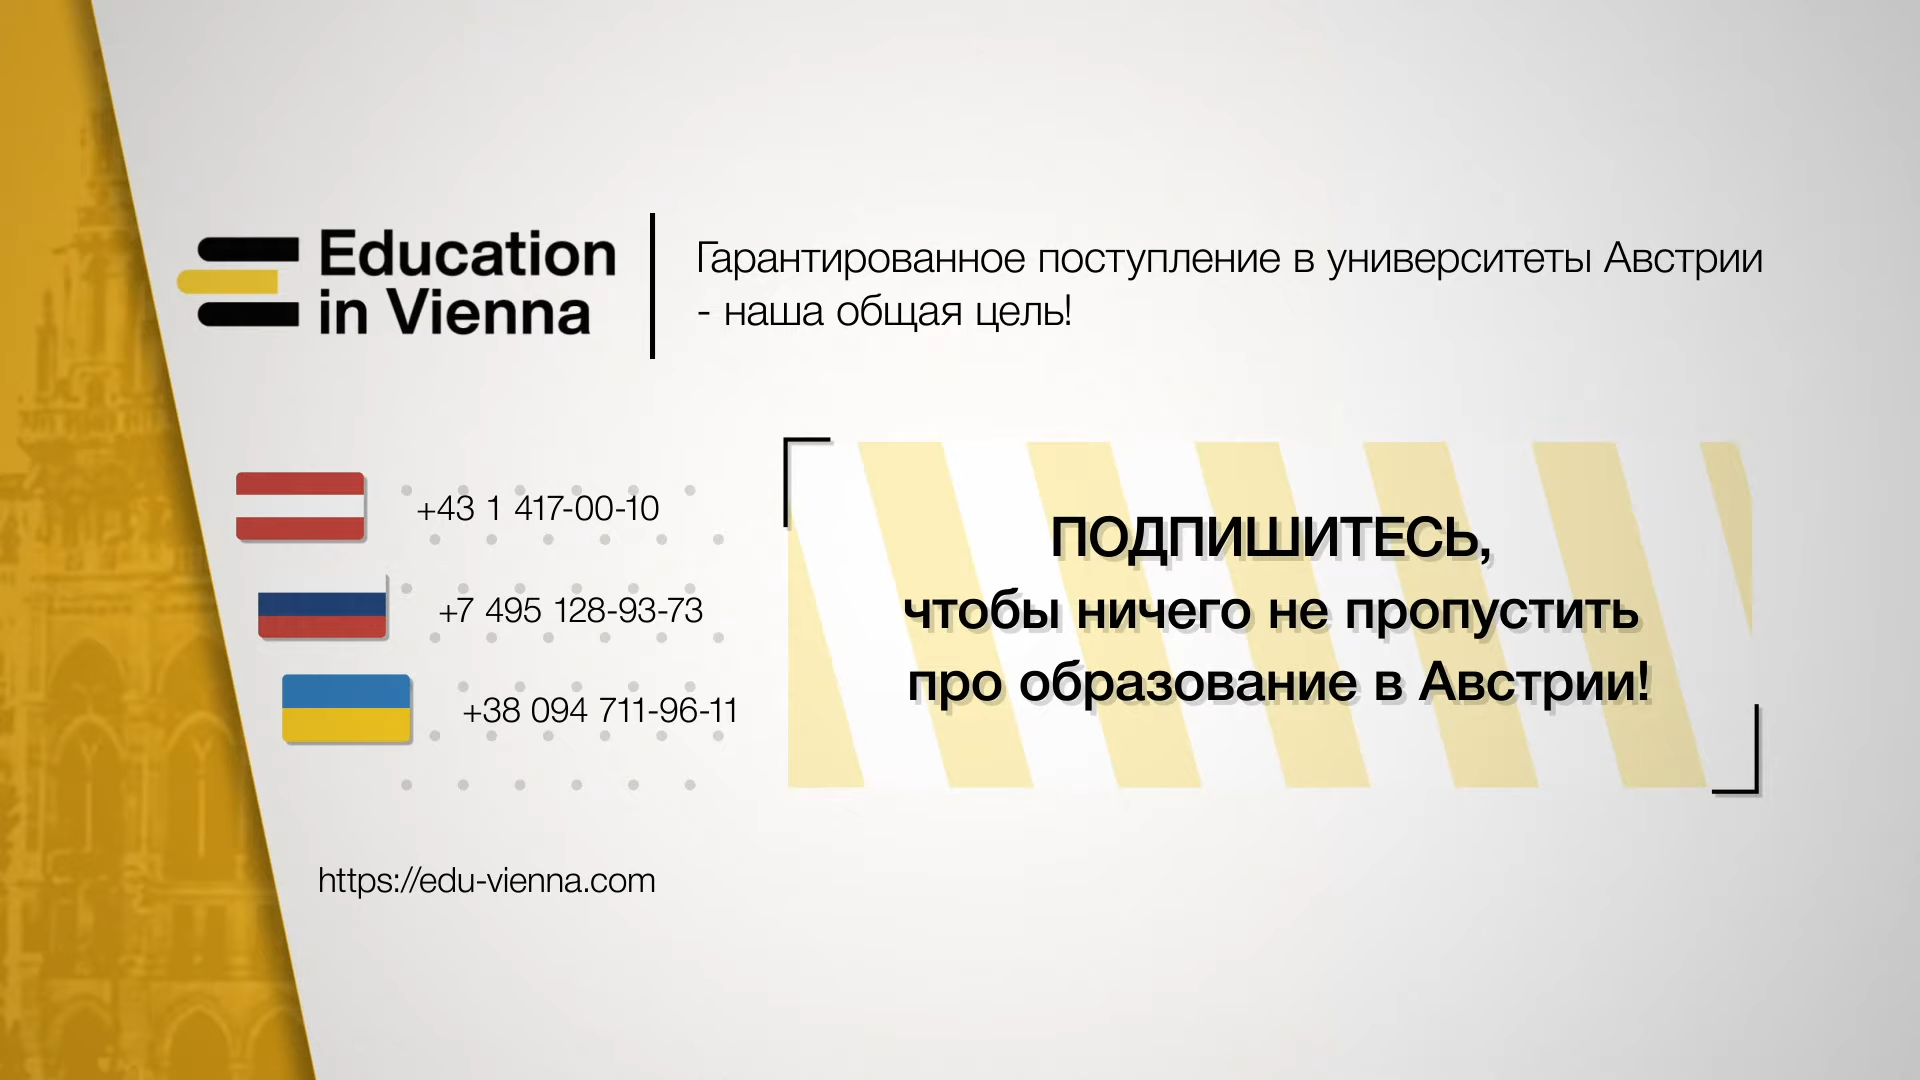 Education
in Vienna
Гарантированное поступление в университеты Австрии
- наша общая цель!
+43 1 417-00-10
+7 495 128-93-73
+38 094 711-96-11
ПОДПИШИТЕСЬ,
чтобы ничего не пропустить
про образование в Австрии!
https://edu-vienna.com